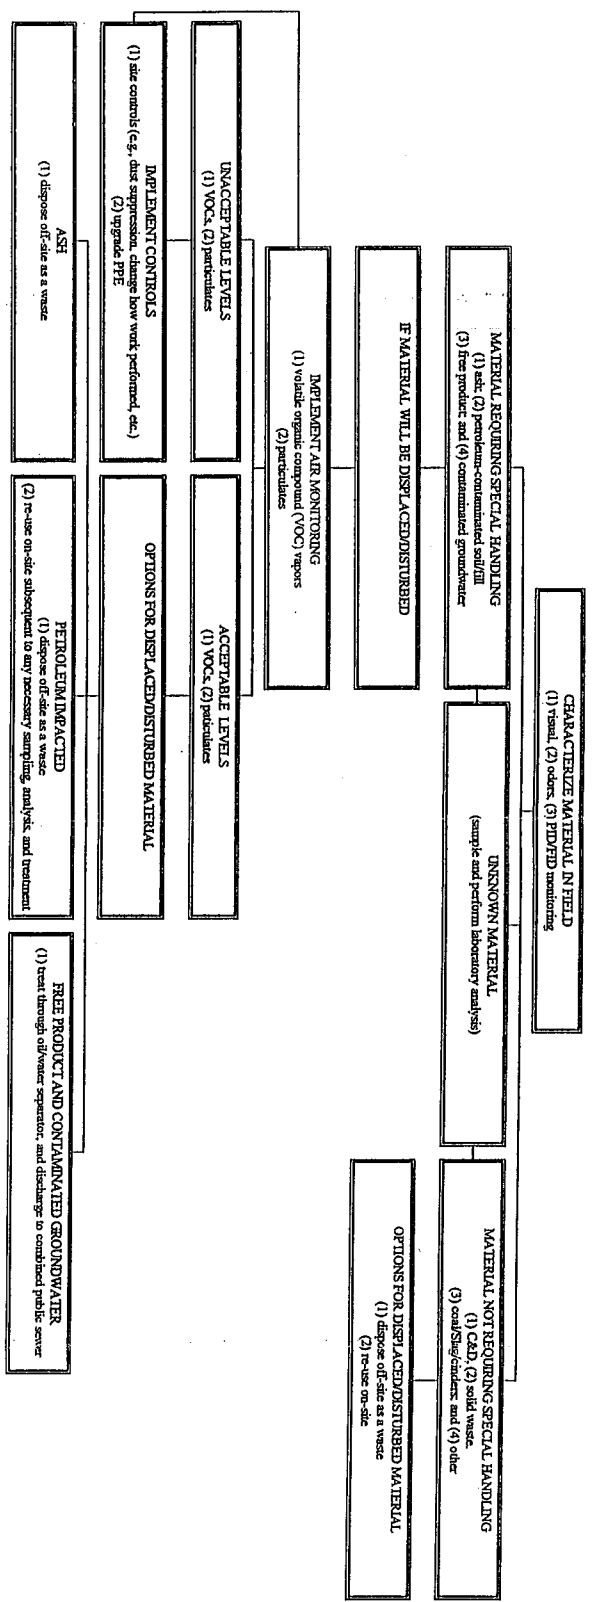 CHARACTERIZE MATERIAL IN FIELD
(1) visual, (2) odors, (3) PID/FID monitoring
MATERIAL REQUIRING SPECIAL HANDLING
(1) ash; (2) petroleum-contaminated soil/fill
(3) free product; and (4) contaminated groundwater
UNKNOWN MATERIAL
(sample and perform laboratory analysis)
MATERIAL NOT REQUIRING SPECIAL HANDLING
(1) C&D, (2) solid waste.
(3) coal/Slag/cinders; and (4) other
IF MATERIAL WILL BE DISPLACED/DISTURBED
OPTIONS FOR DISPLACED/DISTURBED MATERIAL
(1) dispose off-site as a waste
(2) re-use on-site
IMPLEMENT AIR MONITORING
(1) volatile organic compound (VOC) vapors
(2) particulates
UNACCEPTABLE LEVELS
(1) VOCs, (2) particulates
ACCEPTABLE LEVELS
(1) VOCs, (2) paticulates
IMPLEMENT CONTROLS
(1) site controls (e.g., dust suppression, change how work performed, etc.)
(2) upgrade PPE
OPTIONS FOR DISPLACED/DISTURBED MATERIAL
ASH
(1) dispose off-site as a waste
PETROLEUM IMPACTED
(1) dispose off-site as a waste
(2) re-use on-site subsequent to any necessary sampling, analysis, and treatment
FREE PRODUCT AND CONTAMINATED GROUNDWATER
(1) treat through oil/water separator, and discharge to combined public sewer